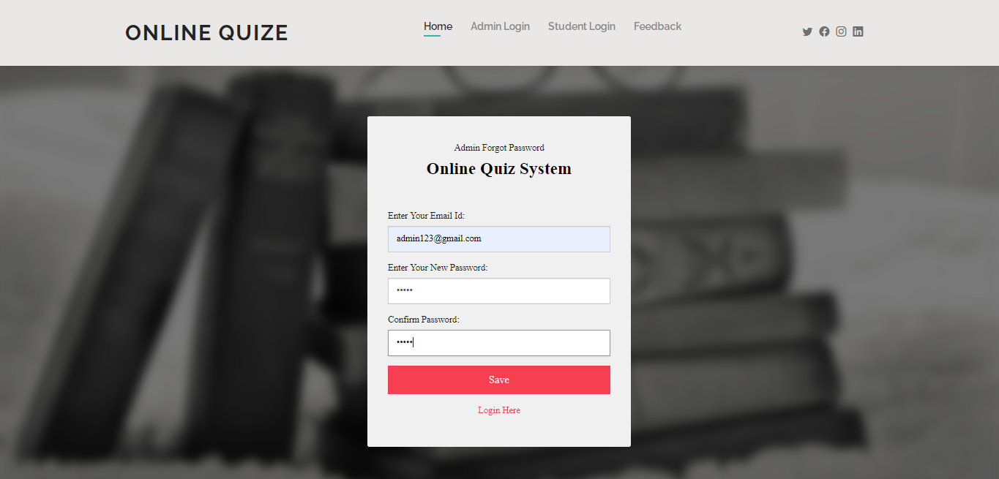 ONLINE QUIZE
Home Admin Login Student Login Feedback
Admin Forgot Password
Online Quiz System
Enter Your Email Id:
admin123@gmail.com
Enter Your New Password:
•••••
Confirm Password:
•••••
Save
Login Here